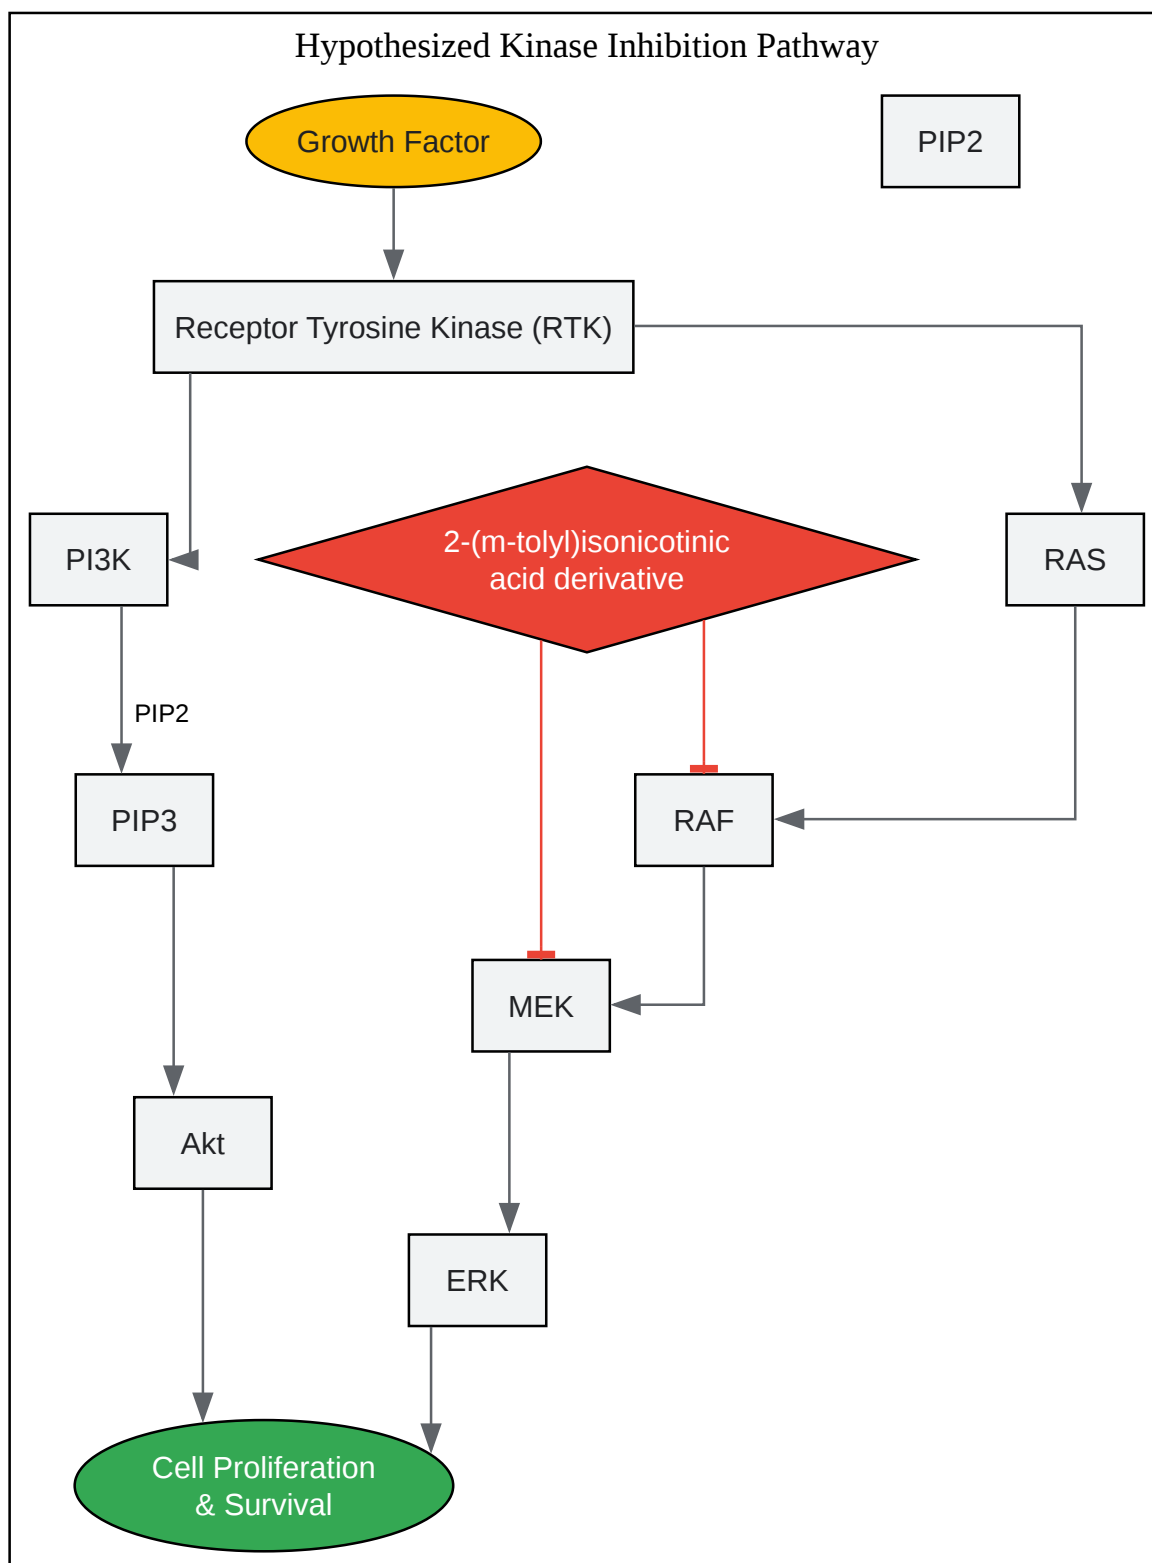 Hypothesized Kinase Inhibition Pathway
Growth Factor
PIP2
Receptor Tyrosine Kinase (RTK)
PI3K
2-(m-tolyl)isonicotinic
acid derivative
RAS
PIP2
PIP3
RAF
MEK
Akt
ERK
Cell Proliferation
& Survival